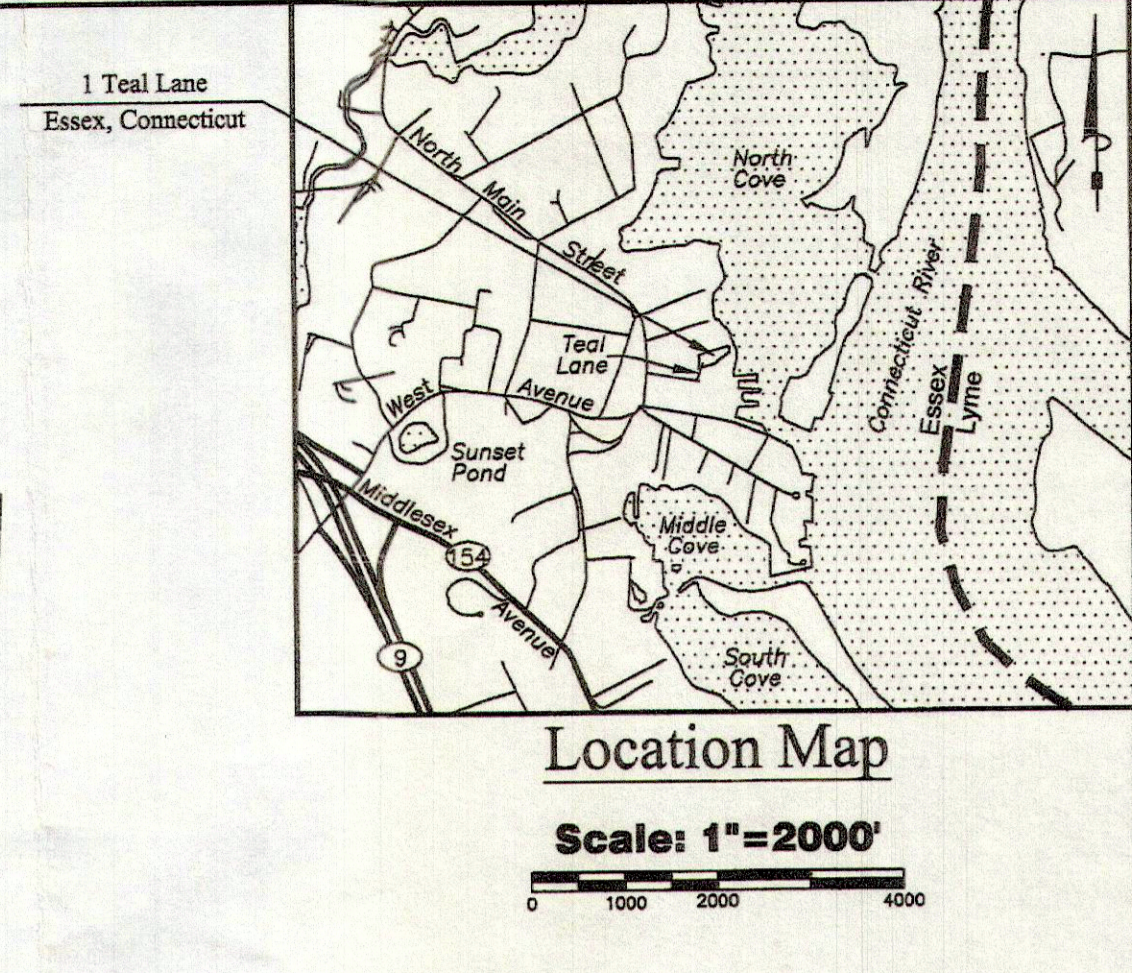 1 Teal Lane
Essex, Connecticut
North
Main
Street
North
Cove
Connecticut River
Essex
Lyme
Teal
Lane
West
Avenue
Sunset
Pond
Middlesex
154
Avenue
9
Middle
Cove
South
Cove
Location Map
Scale: 1"=2000'
0 1000 2000 4000